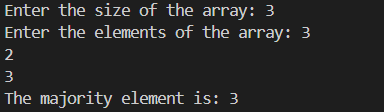 Enter the size of the array: 3
Enter the elements of the array: 3
2
3
The majority element is: 3